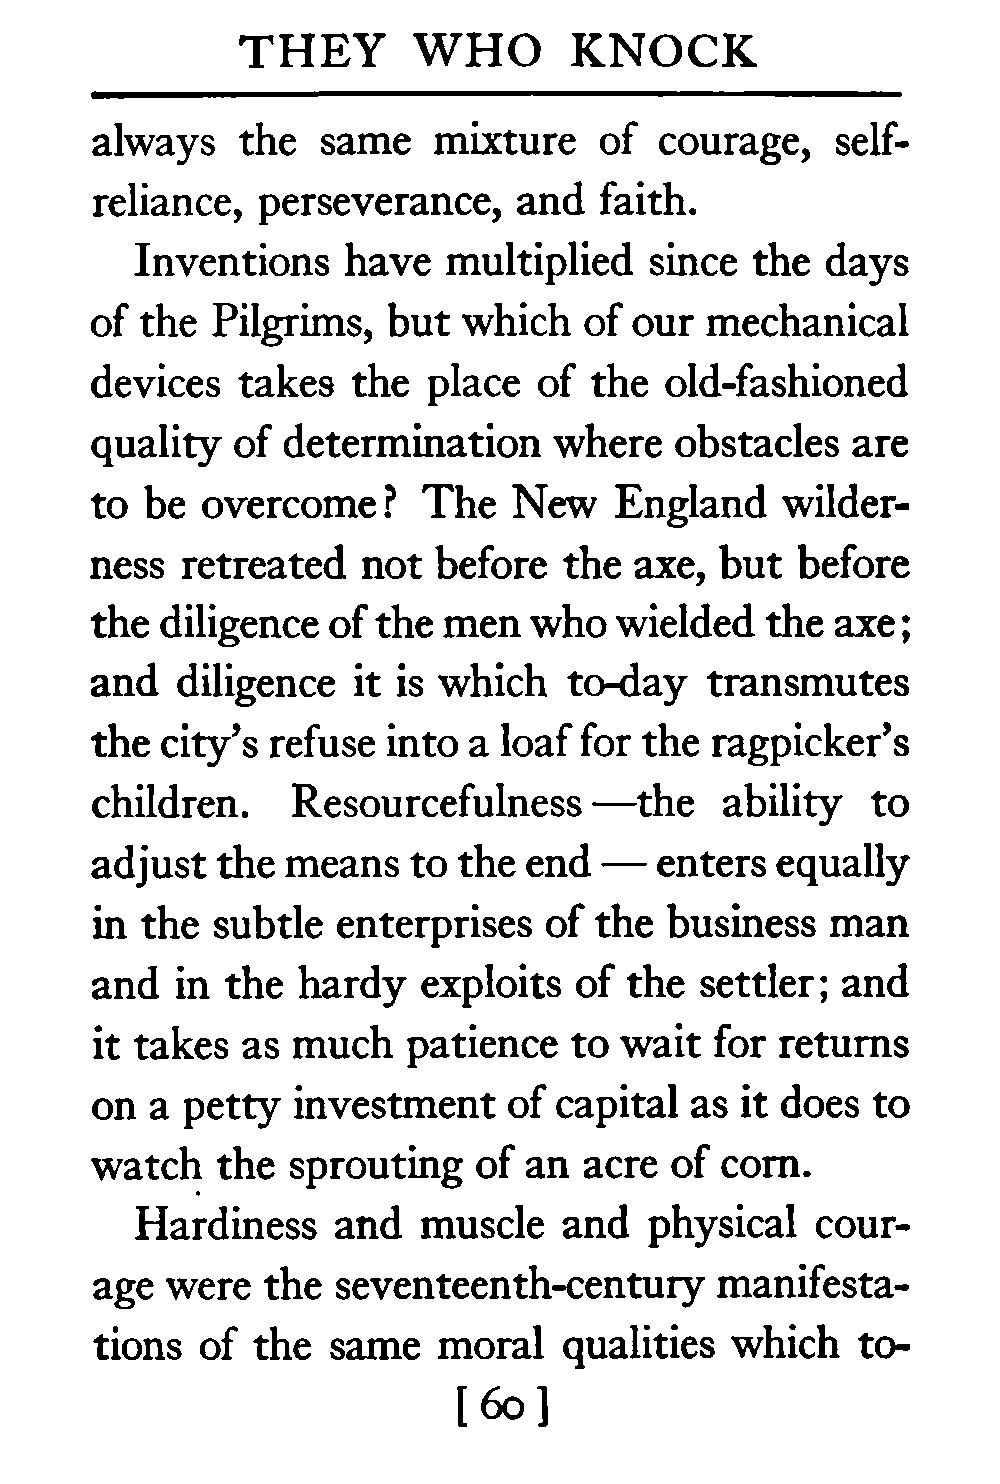 THEY WHO KNOCK
always the same mixture of courage, self-
reliance, perseverance, and faith.
Inventions have multiplied since the days
of the Pilgrims, but which of our mechanical
devices takes the place of the old-fashioned
quality of determination where obstacles are
to be overcome? The New England wilder-
ness retreated not before the axe, but before
the diligence of the men who wielded the axe;
and diligence it is which to-day transmutes
the city's refuse into a loaf for the ragpicker's
children. Resourcefulness —the ability to
adjust the means to the end — enters equally
in the subtle enterprises of the business man
and in the hardy exploits of the settler; and
it takes as much patience to wait for returns
on a petty investment of capital as it does to
watch the sprouting of an acre of corn.
Hardiness and muscle and physical cour-
age were the seventeenth-century manifesta-
tions of the same moral qualities which to-
[ 60 ]